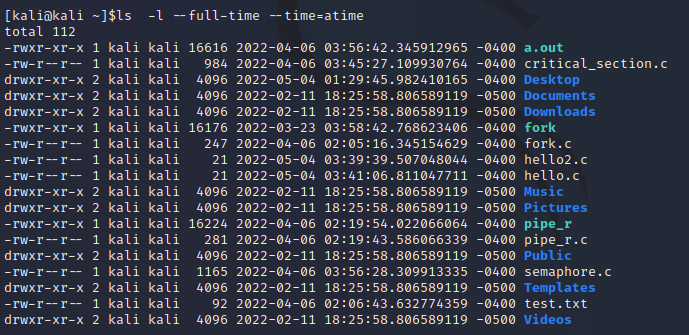 [kali@kali ~]$ls  -l --full-time --time=atime
total 112
-rwxr-xr-x 1 kali kali 16616 2022-04-06 03:56:42.345912965 -0400 a.out
-rw-r--r-- 1 kali kali   984 2022-04-06 03:45:27.109930764 -0400 critical_section.c
drwxr-xr-x 2 kali kali  4096 2022-05-04 01:29:45.982410165 -0400 Desktop
drwxr-xr-x 2 kali kali  4096 2022-02-11 18:25:58.806589119 -0500 Documents
drwxr-xr-x 2 kali kali  4096 2022-02-11 18:25:58.806589119 -0500 Downloads
-rwxr-xr-x 1 kali kali 16176 2022-03-23 03:58:42.768623406 -0400 fork
-rw-r--r-- 1 kali kali   247 2022-04-06 02:05:16.345154629 -0400 fork.c
-rw-r--r-- 1 kali kali    21 2022-05-04 03:39:39.507048044 -0400 hello2.c
-rw-r--r-- 1 kali kali    21 2022-05-04 03:41:06.811047711 -0400 hello.c
drwxr-xr-x 2 kali kali  4096 2022-02-11 18:25:58.806589119 -0500 Music
drwxr-xr-x 2 kali kali  4096 2022-02-11 18:25:58.806589119 -0500 Pictures
-rwxr-xr-x 1 kali kali 16224 2022-04-06 02:19:54.022066064 -0400 pipe_r
-rw-r--r-- 1 kali kali   281 2022-04-06 02:19:43.586066339 -0400 pipe_r.c
drwxr-xr-x 2 kali kali  4096 2022-02-11 18:25:58.806589119 -0500 Public
-rw-r--r-- 1 kali kali  1165 2022-04-06 03:56:28.309913335 -0400 semaphore.c
drwxr-xr-x 2 kali kali  4096 2022-02-11 18:25:58.806589119 -0500 Templates
-rw-r--r-- 1 kali kali    92 2022-04-06 02:06:43.632774359 -0400 test.txt
drwxr-xr-x 2 kali kali  4096 2022-02-11 18:25:58.806589119 -0500 Videos